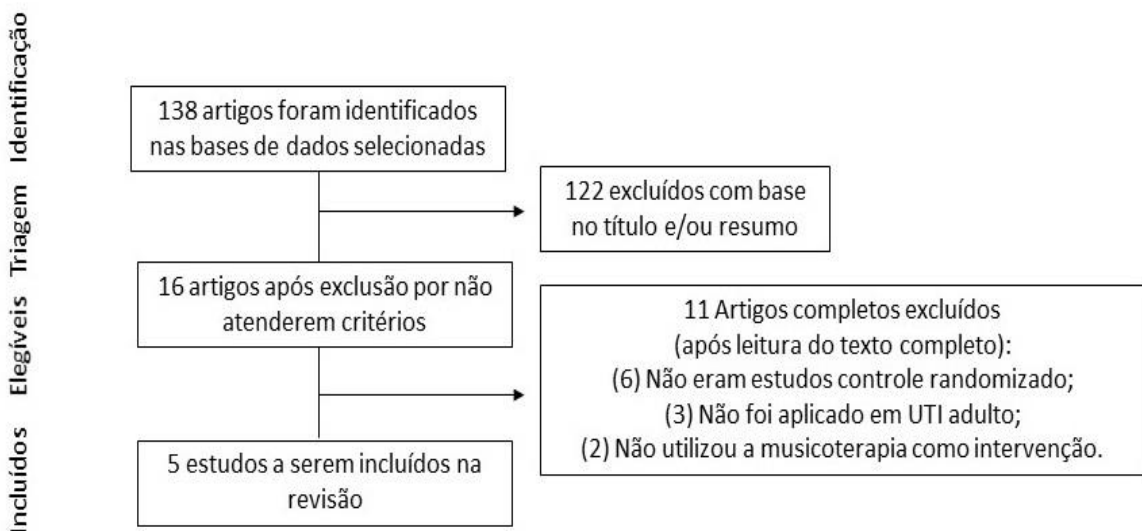 Identificação
138 artigos foram identificados
nas bases de dados selecionadas
Triagem
122 excluídos com base
no título e/ou resumo
Elegíveis
16 artigos após exclusão por não
atenderem critérios
11 Artigos completos excluídos
(após leitura do texto completo):
(6) Não eram estudos controle randomizado;
(3) Não foi aplicado em UTI adulto;
(2) Não utilizou a musicoterapia como intervenção.
Incluídos
5 estudos a serem incluídos na
revisão